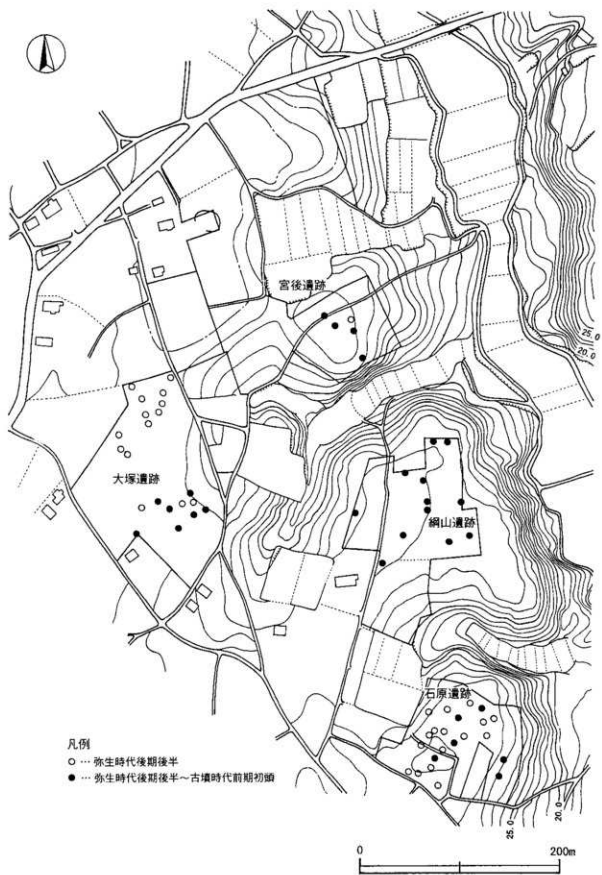 宮後遺跡
25.0
20.0
大塚遺跡
綱山遺跡
石原遺跡
凡例
○ … 弥生時代後期後半
● … 弥生時代後期後半～古墳時代前期初頭
25.0
20.0
0 200m